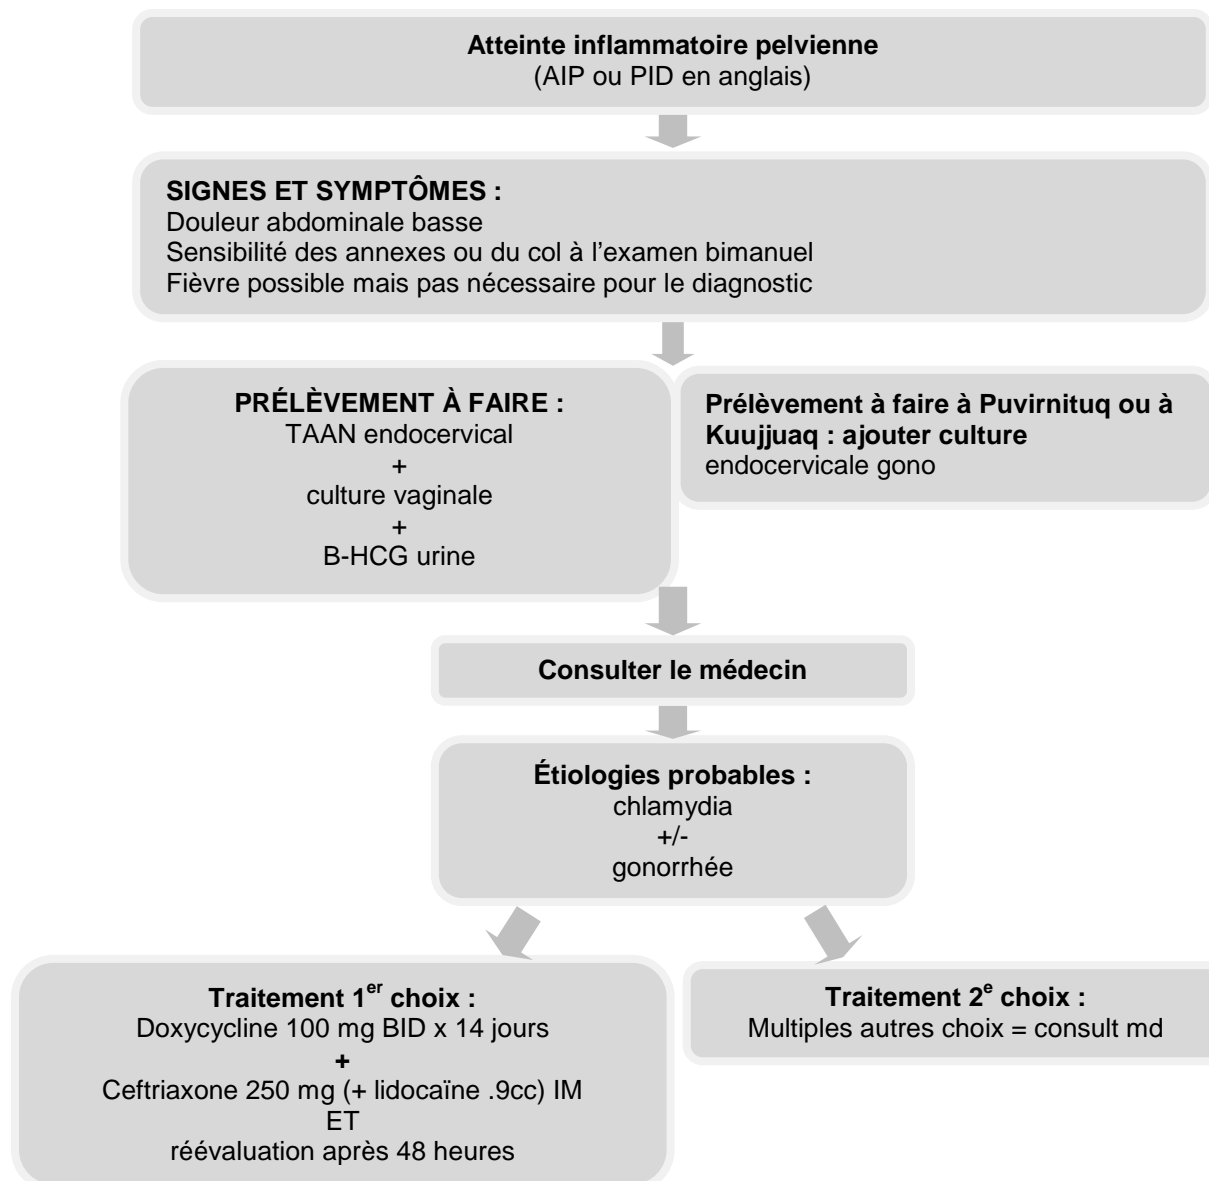 Atteinte inflammatoire pelvienne
(AIP ou PID en anglais)
SIGNES ET SYMPTÔMES :
Douleur abdominale basse
Sensibilité des annexes ou du col à l'examen bimanuel
Fièvre possible mais pas nécessaire pour le diagnostic
PRÉLÈVEMENT À FAIRE :
TAAN endocervical
+
culture vaginale
+
B-HCG urine
Prélèvement à faire à Puvirnituq ou à
Kuujjuaq : ajouter culture
endocervicale gono
Consulter le médecin
Étiologies probables :
chlamydia
+/-
gonorrhée
Traitement 1er choix :
Doxycycline 100 mg BID x 14 jours
+
Ceftriaxone 250 mg (+ lidocaïne .9cc) IM
ET
réévaluation après 48 heures
Traitement 2e choix :
Multiples autres choix = consult md